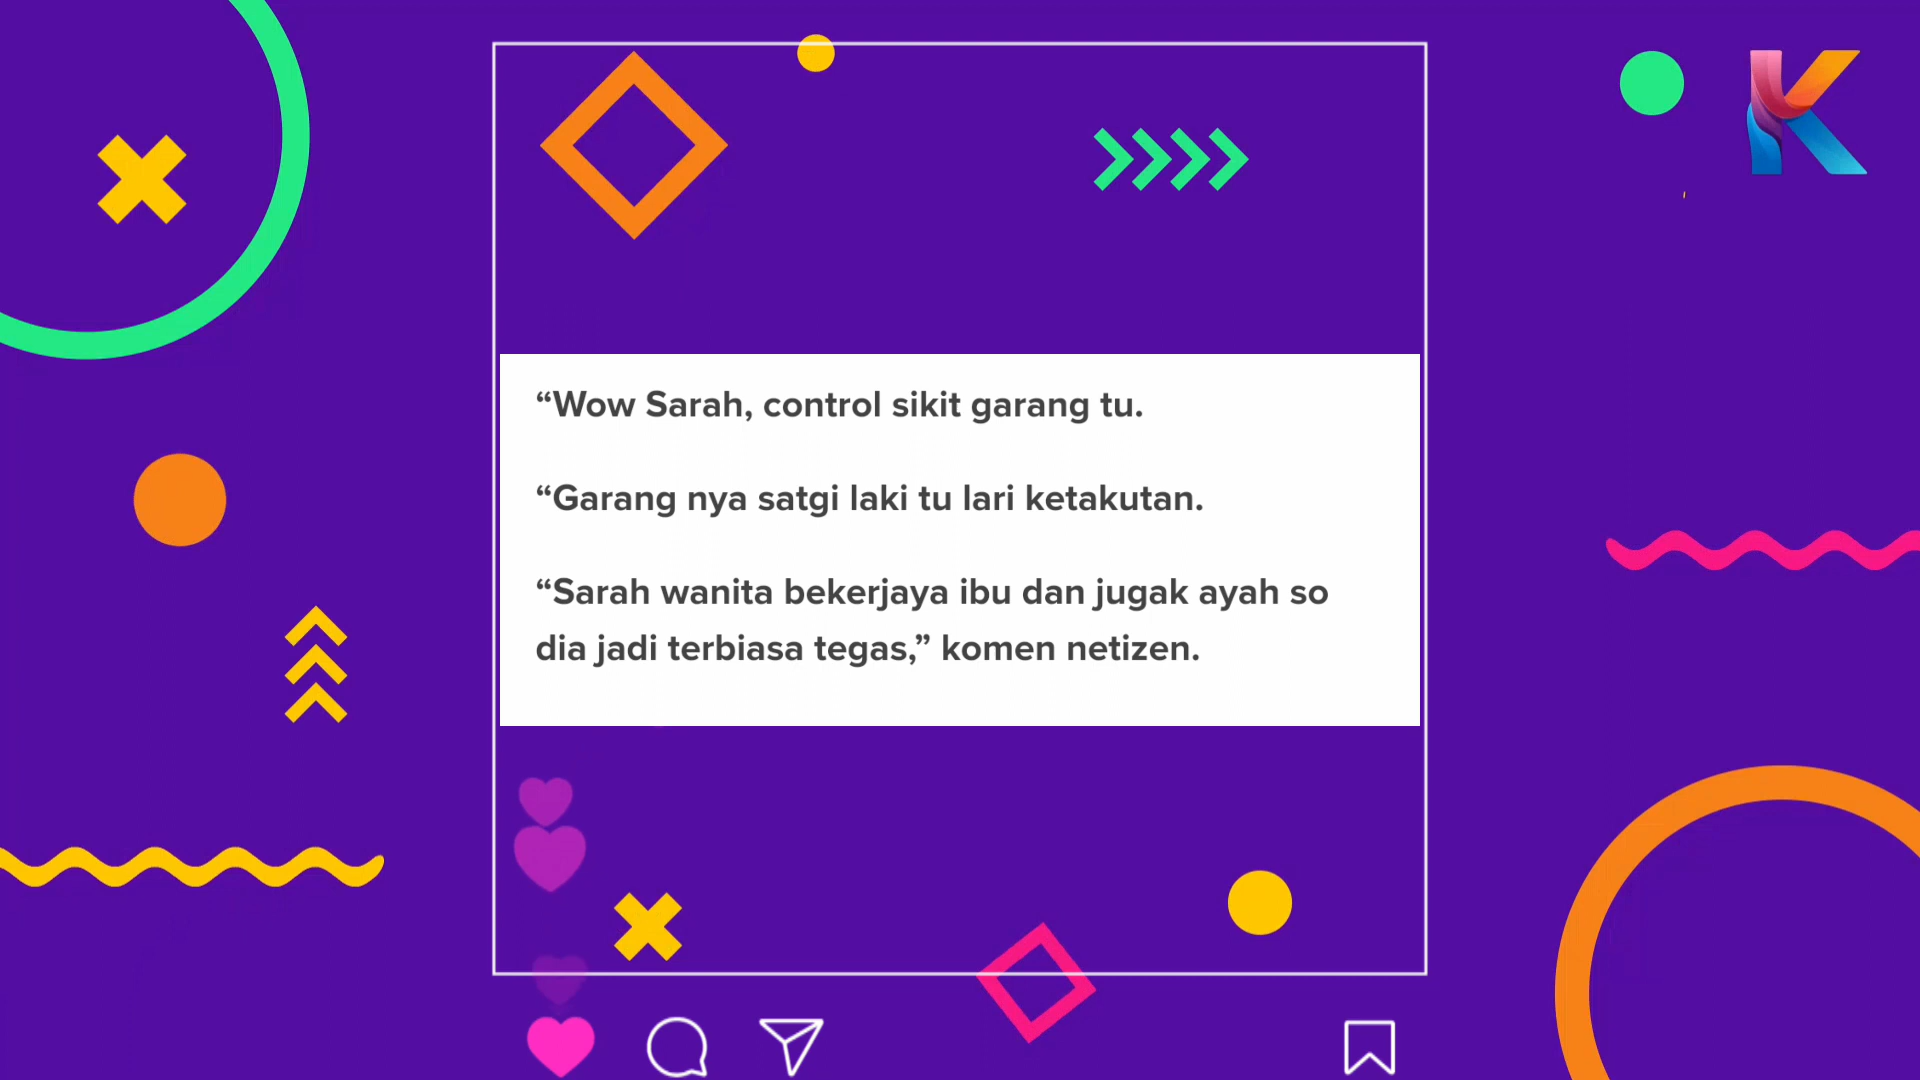 “Wow Sarah, control sikit garang tu.
“Garang nya satgi laki tu lari ketakutan.
“Sarah wanita bekerjaya ibu dan jugak ayah so
dia jadi terbiasa tegas,” komen netizen.
K